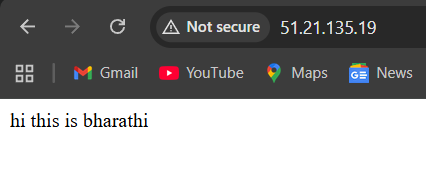 Not secure 51.21.135.19
Gmail YouTube Maps News
hi this is bharathi